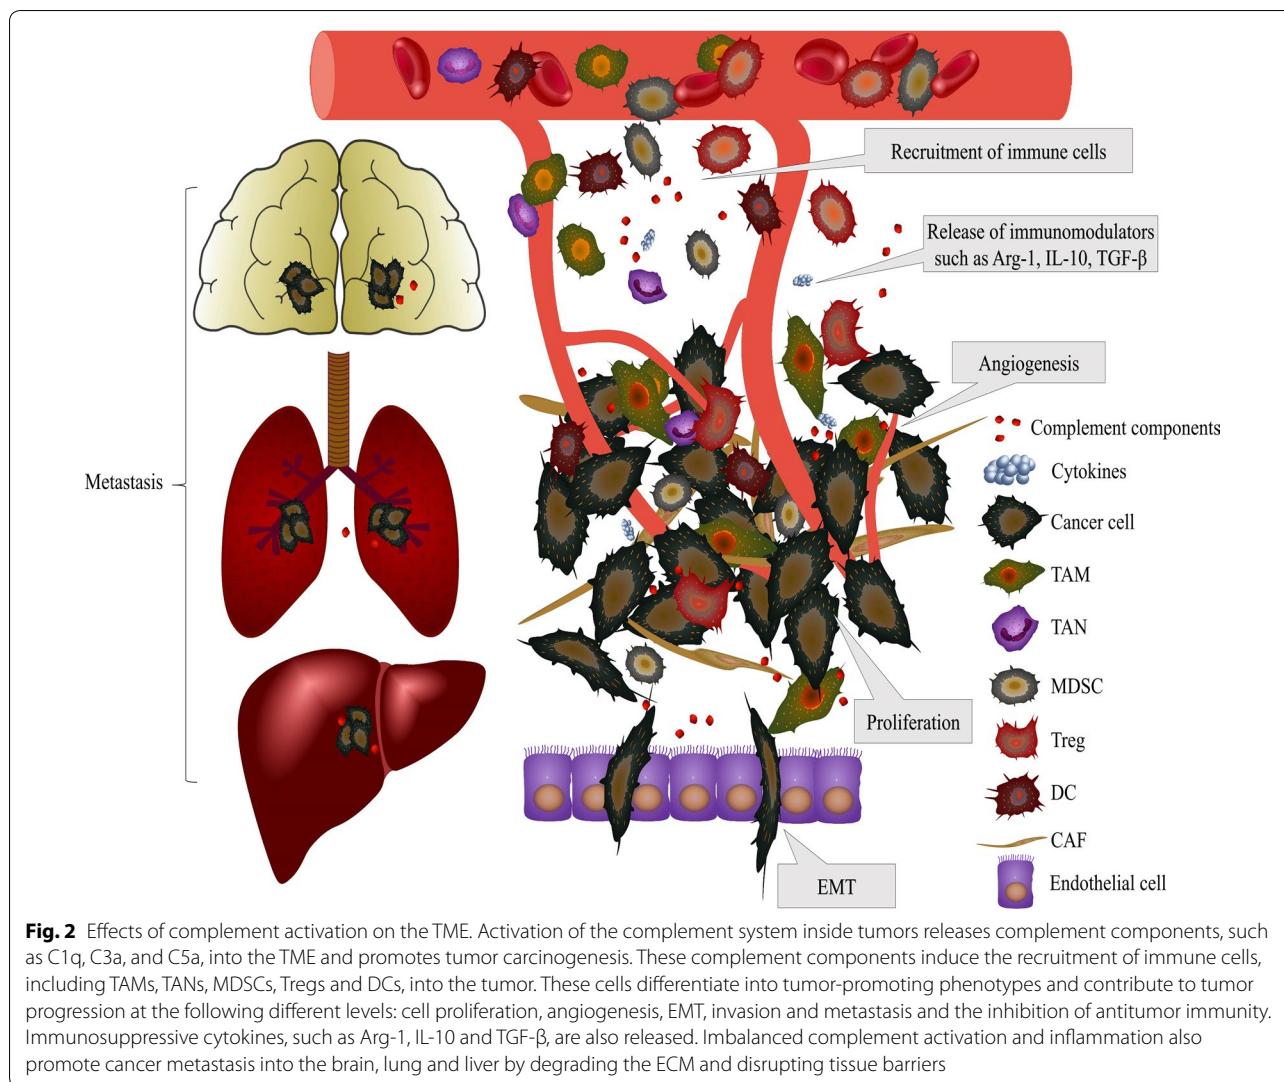 Recruitment of immune cells
Release of immunomodulators
such as Arg-1, IL-10, TGF-β
Angiogenesis
Complement components
Cytokines
Metastasis
Cancer cell
TAM
TAN
MDSC
Proliferation
Treg
DC
CAF
EMT
Endothelial cell
Fig. 2 Effects of complement activation on the TME. Activation of the complement system inside tumors releases complement components, such
as C1q, C3a, and C5a, into the TME and promotes tumor carcinogenesis. These complement components induce the recruitment of immune cells,
including TAMs, TANs, MDSCs, Tregs and DCs, into the tumor. These cells differentiate into tumor-promoting phenotypes and contribute to tumor
progression at the following different levels: cell proliferation, angiogenesis, EMT, invasion and metastasis and the inhibition of antitumor immunity.
Immunosuppressive cytokines, such as Arg-1, IL-10 and TGF-β, are also released. Imbalanced complement activation and inflammation also
promote cancer metastasis into the brain, lung and liver by degrading the ECM and disrupting tissue barriers